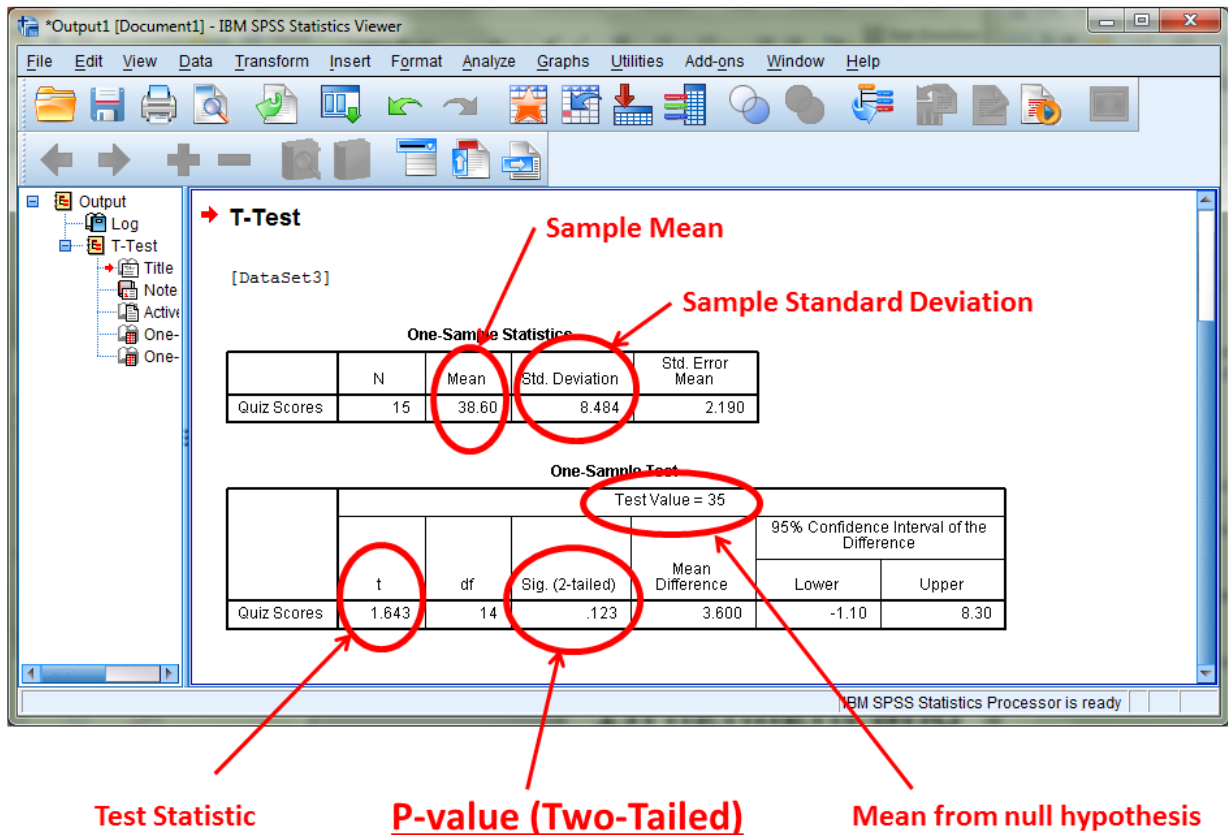 *Output1 [Document1] - IBM SPSS Statistics Viewer
File Edit View Data Transform Insert Format Analyze Graphs Utilities Add-ons Window Help
Output
Log
T-Test
Title
Note
Active
One-
One-
T-Test
[DataSet3]
Sample Mean
Sample Standard Deviation
One-Sample Statistics
N Mean Std. Deviation Std. Error Mean
Quiz Scores 15 38.60 8.484 2.190
One-Sample Test
Test Value = 35
95% Confidence Interval of the
Difference
t df Sig. (2-tailed) Mean Difference Lower Upper
Quiz Scores 1.643 14 .123 3.600 -1.10 8.30
IBM SPSS Statistics Processor is ready
Test Statistic
P-value (Two-Tailed)
Mean from null hypothesis